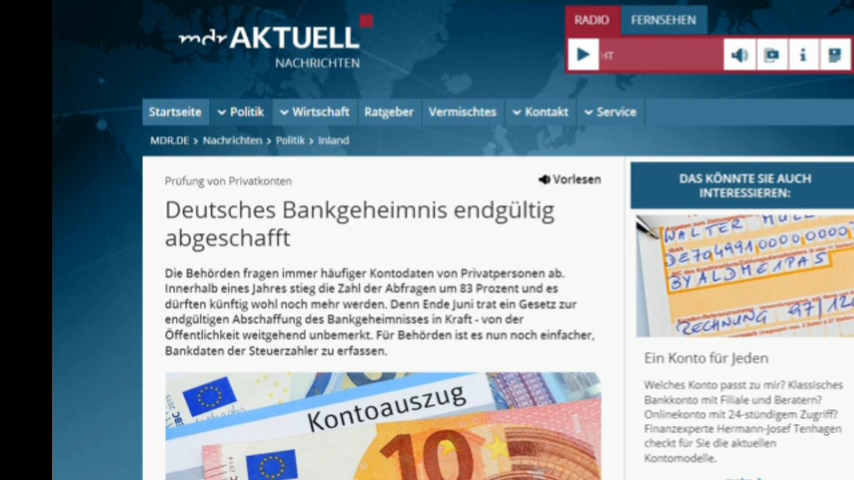 mdr AKTUELL
NACHRICHTEN
RADIO FERNSEHEN
HT
Startseite Politik Wirtschaft Ratgeber Vermischtes Kontakt Service
MDR.DE > Nachrichten > Politik > Inland
Prüfung von Privatkonten
Vorlesen
Deutsches Bankgeheimnis endgültig
abgeschafft
Die Behörden fragen immer häufiger Kontodaten von Privatpersonen ab.
Innerhalb eines Jahres stieg die Zahl der Abfragen um 83 Prozent und es
dürften künftig wohl noch mehr werden. Denn Ende Juni trat ein Gesetz zur
endgültigen Abschaffung des Bankgeheimnisses in Kraft - von der
Öffentlichkeit weitgehend unbemerkt. Für Behörden ist es nun noch einfacher,
Bankdaten der Steuerzahler zu erfassen.
Kontoauszug
10
DAS KÖNNTE SIE AUCH
INTERESSIEREN:
WALTER
BYALDMEIPAS
RECHNUNG
Ein Konto für Jeden
Welches Konto passt zu mir? Klassisches
Bankkonto mit Filiale und Beratern?
Onlinekonto mit 24-stündigem Zugriff?
Finanzexperte Hermann-Josef Tenhagen
checkt für Sie die aktuellen
Kontomodelle.